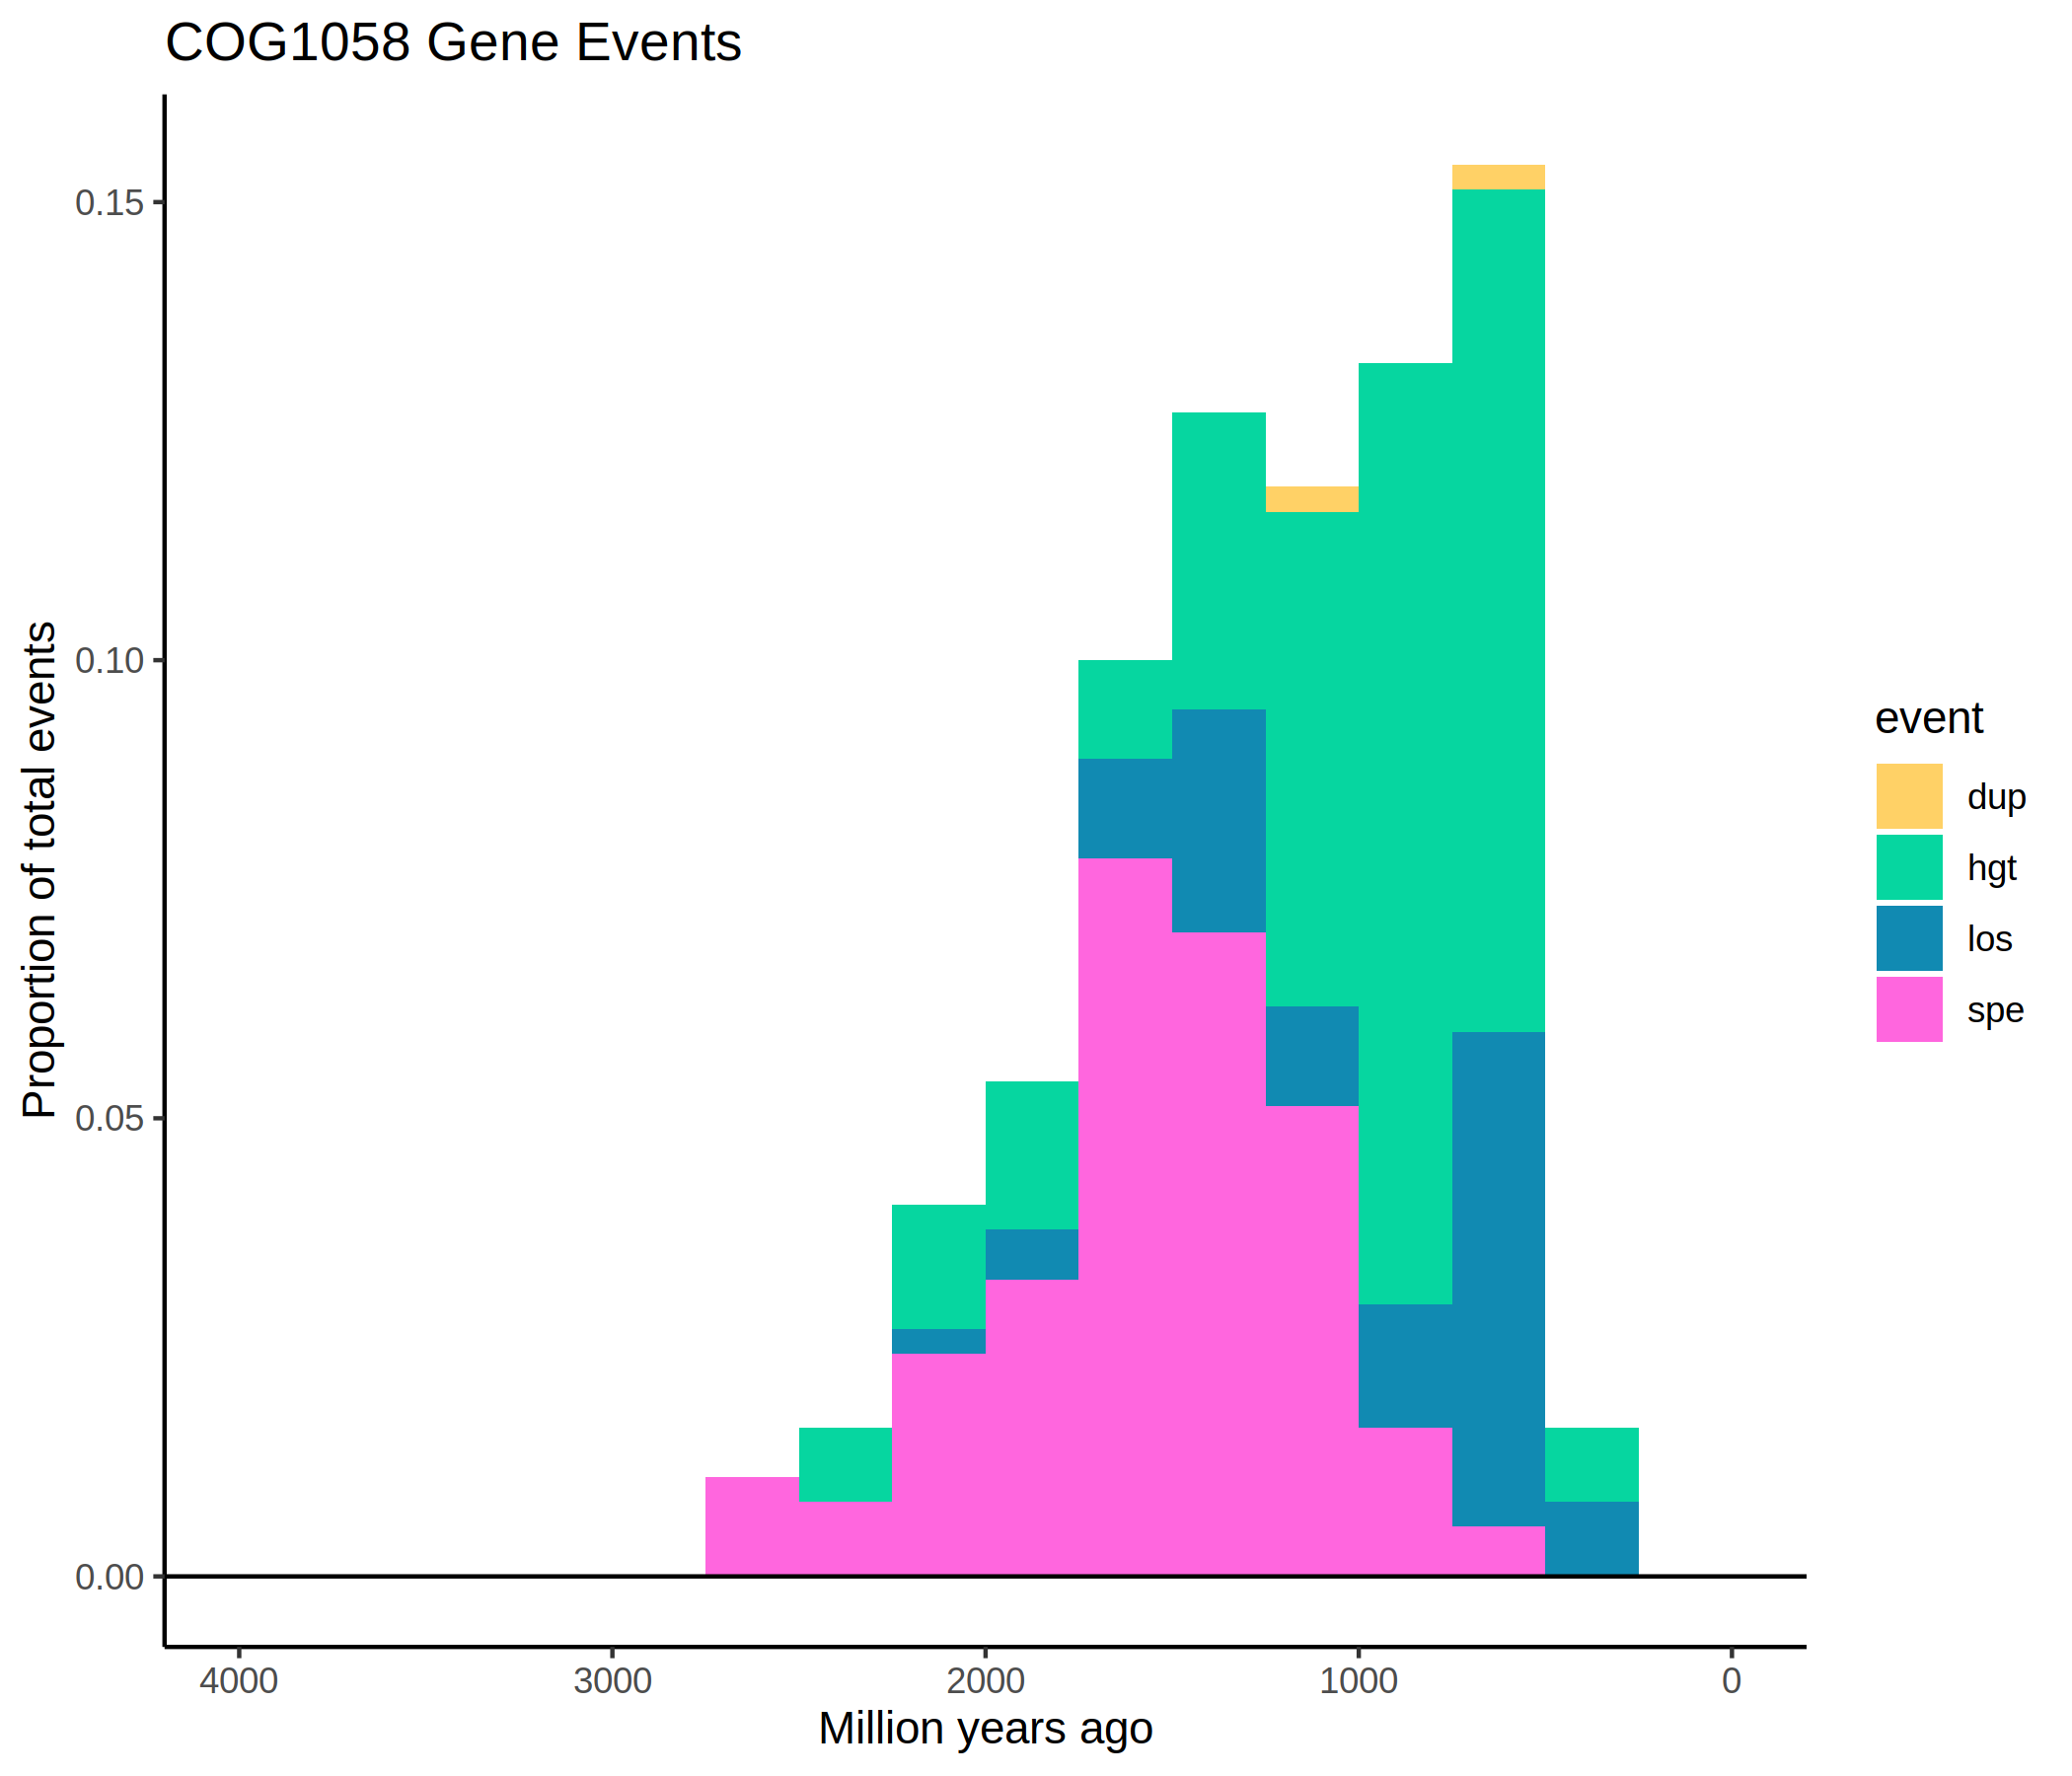 COG1058 Gene Events
Proportion of total events
0.15
0.10
0.05
0.00
4000 3000 2000 1000 0
Million years ago
event
dup
hgt
los
spe